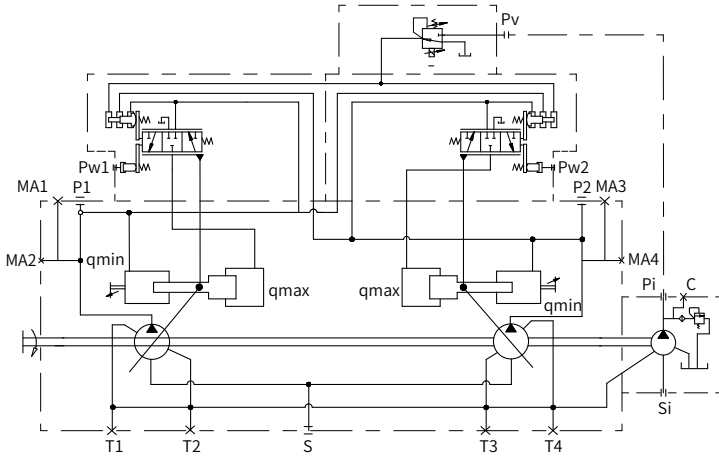 Pv
Pw1
Pw2
MA1
P1
P2
MA3
MA2
qmin
MA4
qmax
qmax
qmin
Pi
C
Si
T1
T2
S
T3
T4